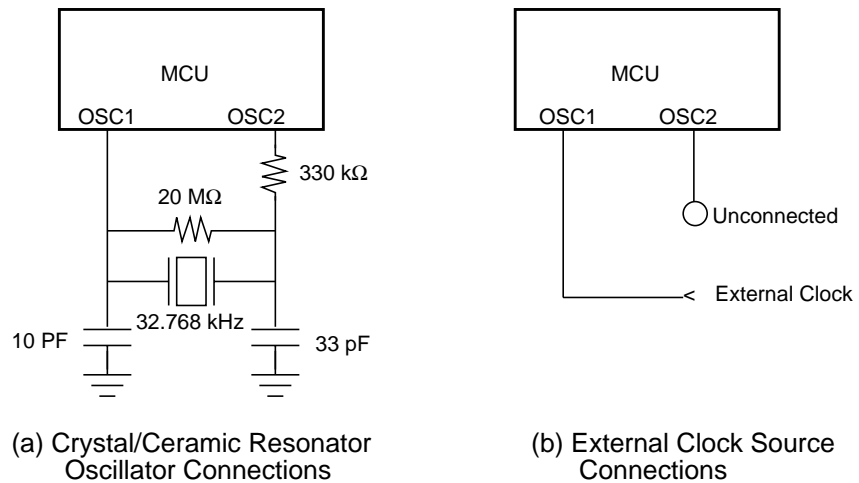 MCU
OSC1 OSC2
330 kΩ
20 MΩ
32.768 kHz
10 PF
33 pF
(a) Crystal/Ceramic Resonator
Oscillator Connections
MCU
OSC1 OSC2
Unconnected
External Clock
(b) External Clock Source
Connections